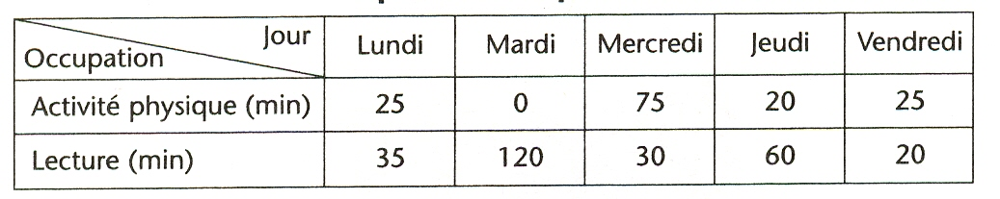 Jour
Occupation
Lundi Mardi Mercredi Jeudi Vendredi
Activité physique (min) 25 0 75 20 25
Lecture (min) 35 120 30 60 20